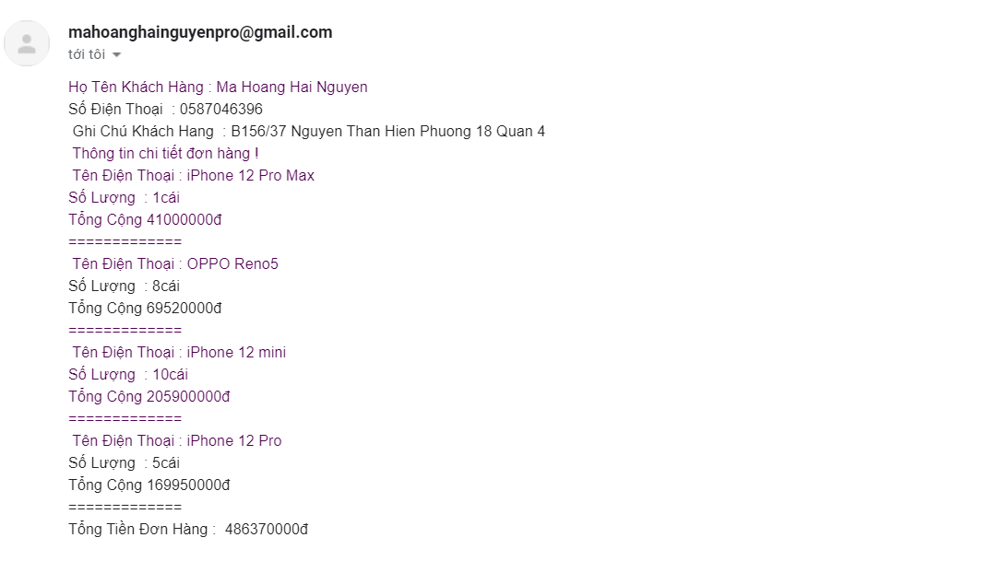 mahoanghainguyenpro@gmail.com
tới tôi
Họ Tên Khách Hàng : Ma Hoang Hai Nguyen
Số Điện Thoại : 0587046396
Ghi Chú Khách Hang : B156/37 Nguyen Than Hien Phuong 18 Quan 4
Thông tin chi tiết đơn hàng !
Tên Điện Thoại : iPhone 12 Pro Max
Số Lượng : 1cái
Tổng Cộng 41000000đ
=============
Tên Điện Thoại : OPPO Reno5
Số Lượng : 8cái
Tổng Cộng 69520000đ
=============
Tên Điện Thoại : iPhone 12 mini
Số Lượng : 10cái
Tổng Cộng 205900000đ
=============
Tên Điện Thoại : iPhone 12 Pro
Số Lượng : 5cái
Tổng Cộng 169950000đ
=============
Tổng Tiền Đơn Hàng : 486370000đ